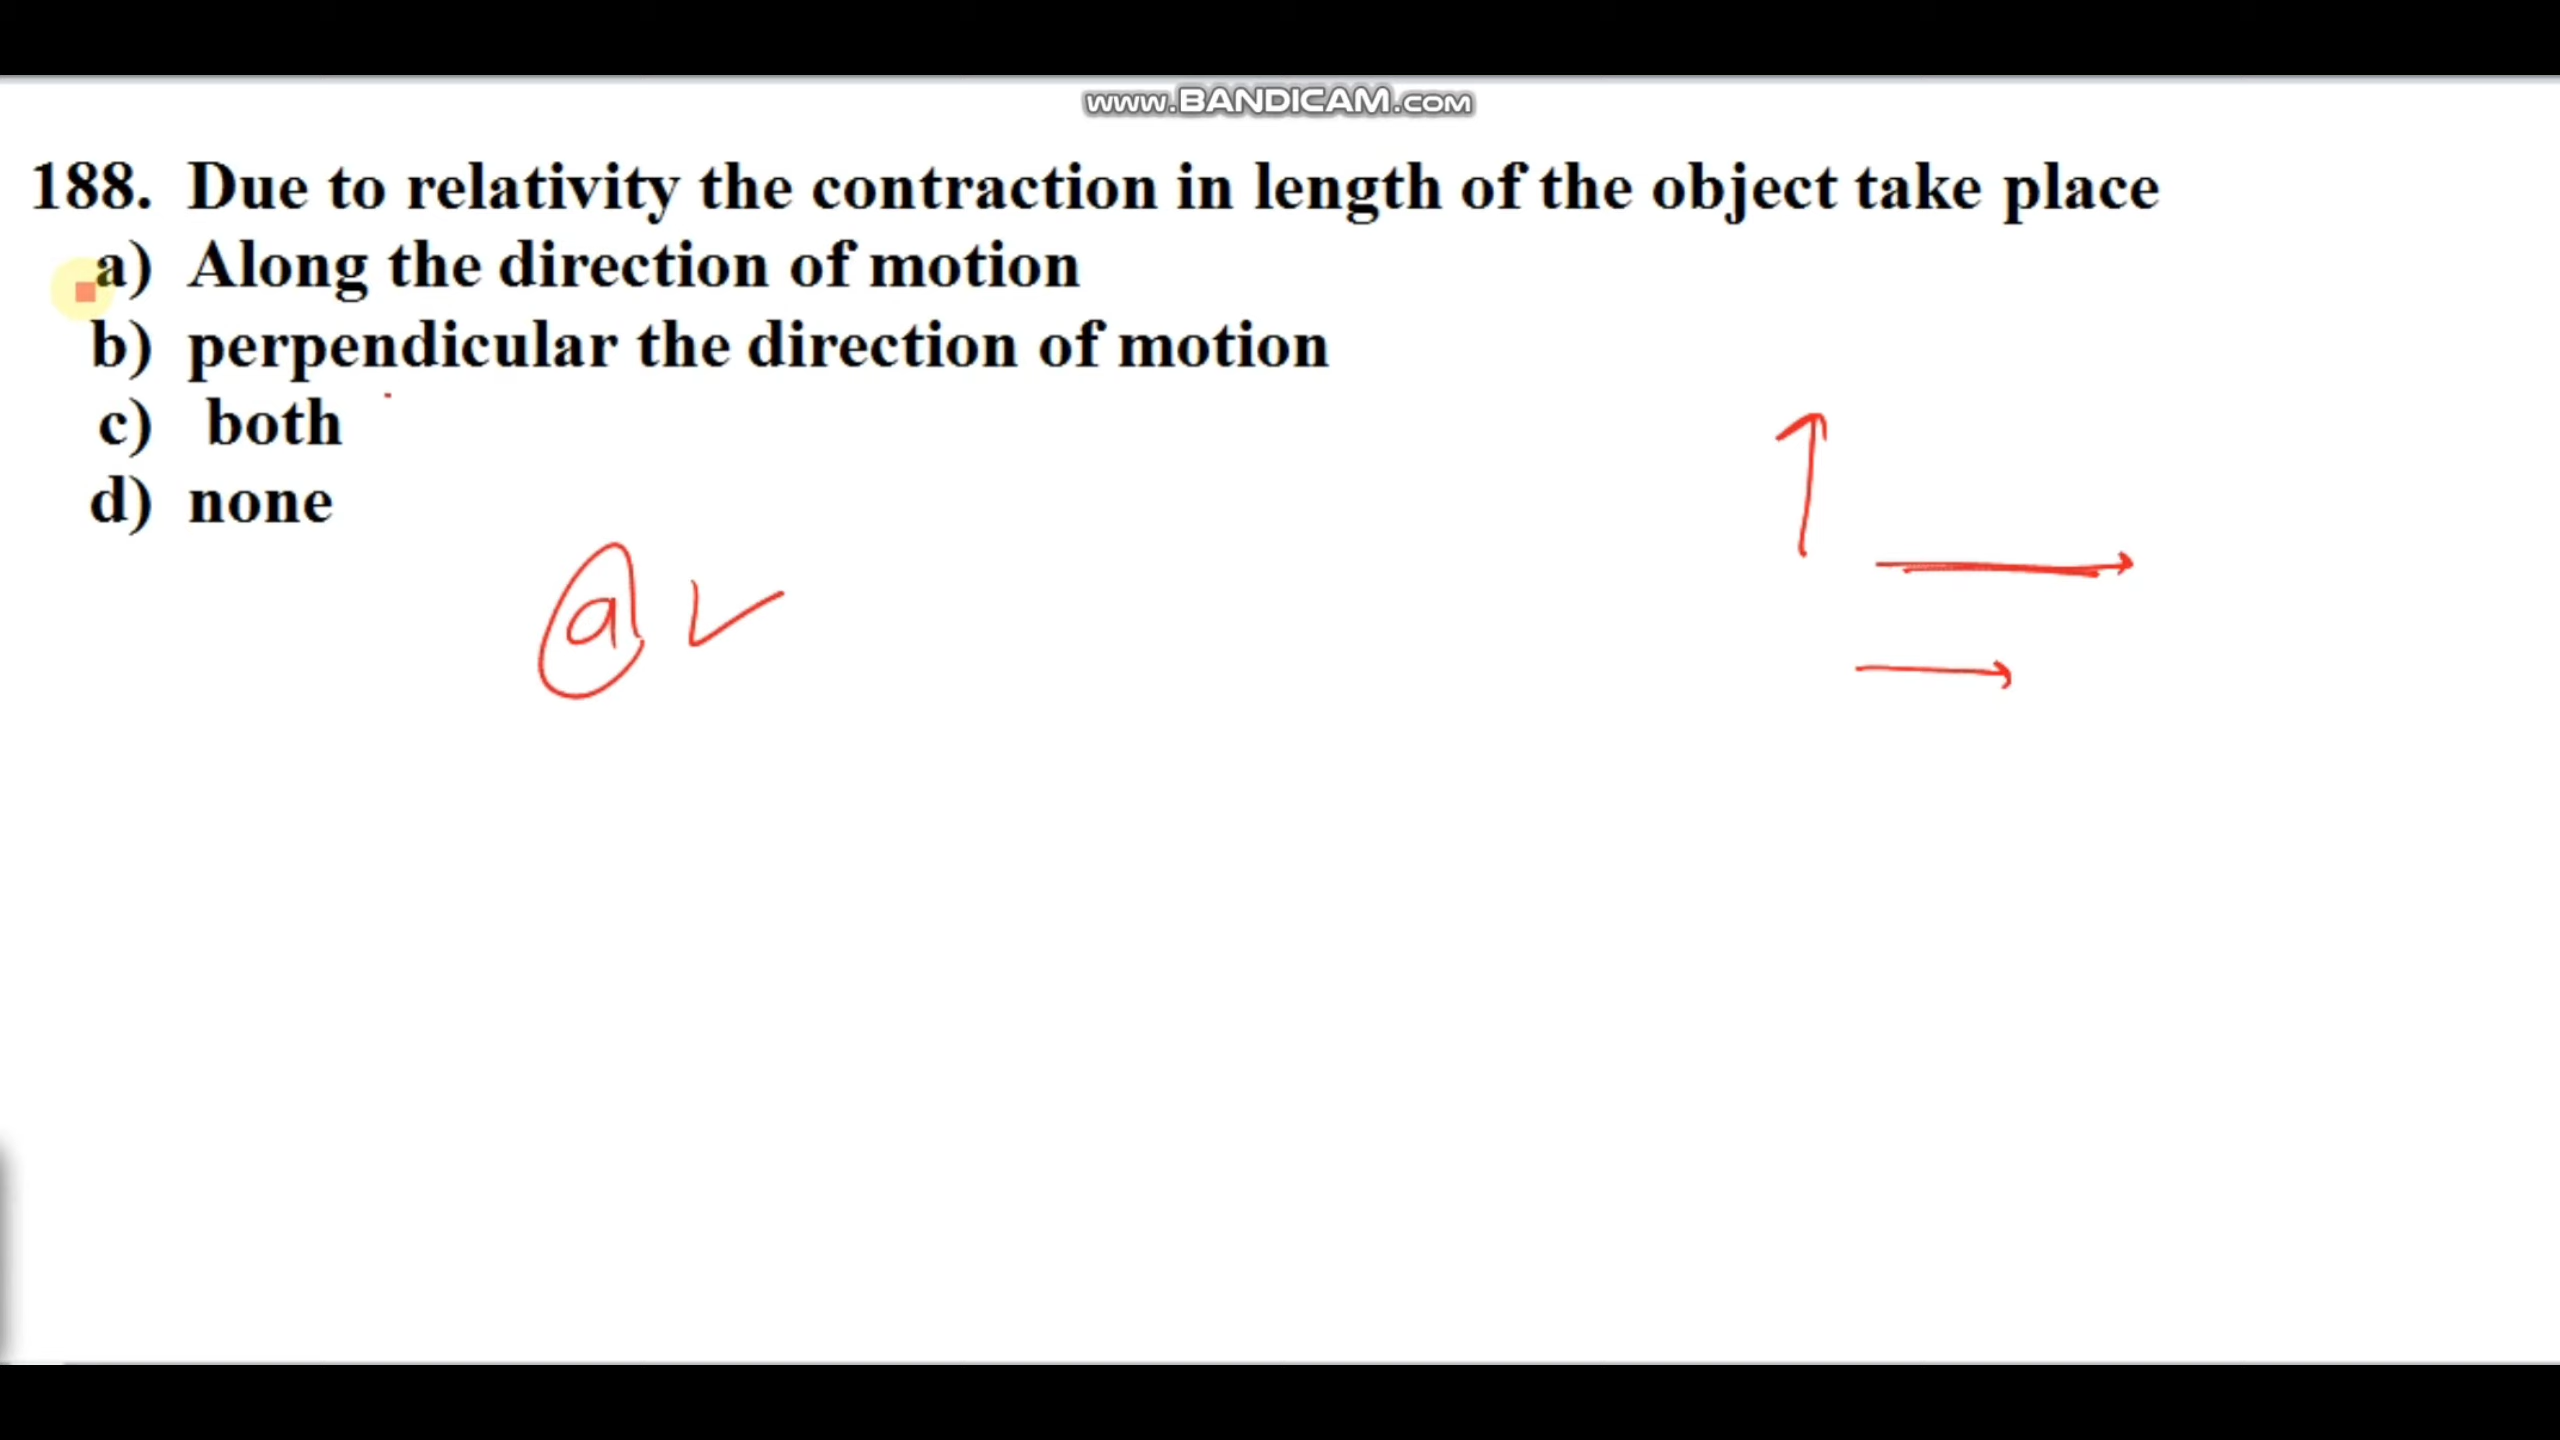 www.BANDICAM.com
188. Due to relativity the contraction in length of the object take place
a) Along the direction of motion
b) perpendicular the direction of motion
c) both
d) none
a